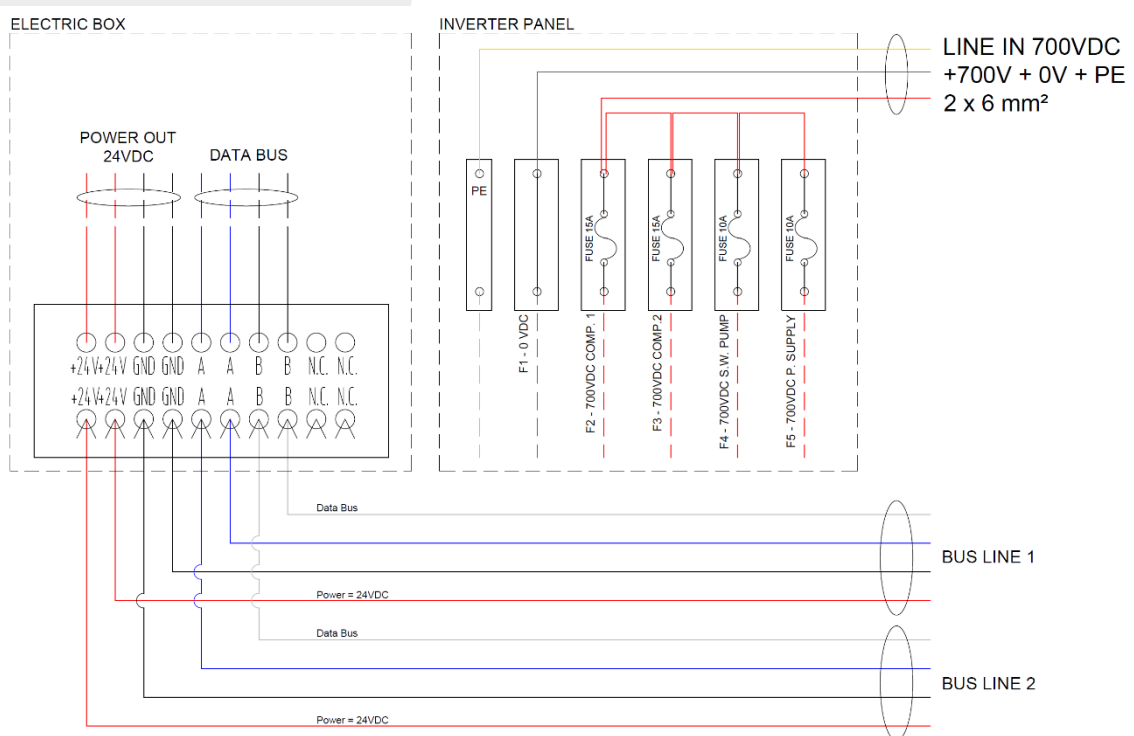 ELECTRIC BOX
INVERTER PANEL
LINE IN 700VDC
+700V + 0V + PE
2 x 6 mm²
POWER OUT
24VDC
DATA BUS
PE
FUSE 15A
FUSE 15A
FUSE 10A
FUSE 10A
F1 - 0 VDC
F2 - 700VDC COMP. 1
F3 - 700VDC COMP.2
F4 - 700VDC S.W. PUMP
F5 - 700VDC P. SUPPLY
+24V +24V GND GND A A B B N.C. N.C.
+24V +24V GND GND A A B B N.C. N.C.
Data Bus
BUS LINE 1
Power = 24VDC
Data Bus
BUS LINE 2
Power = 24VDC